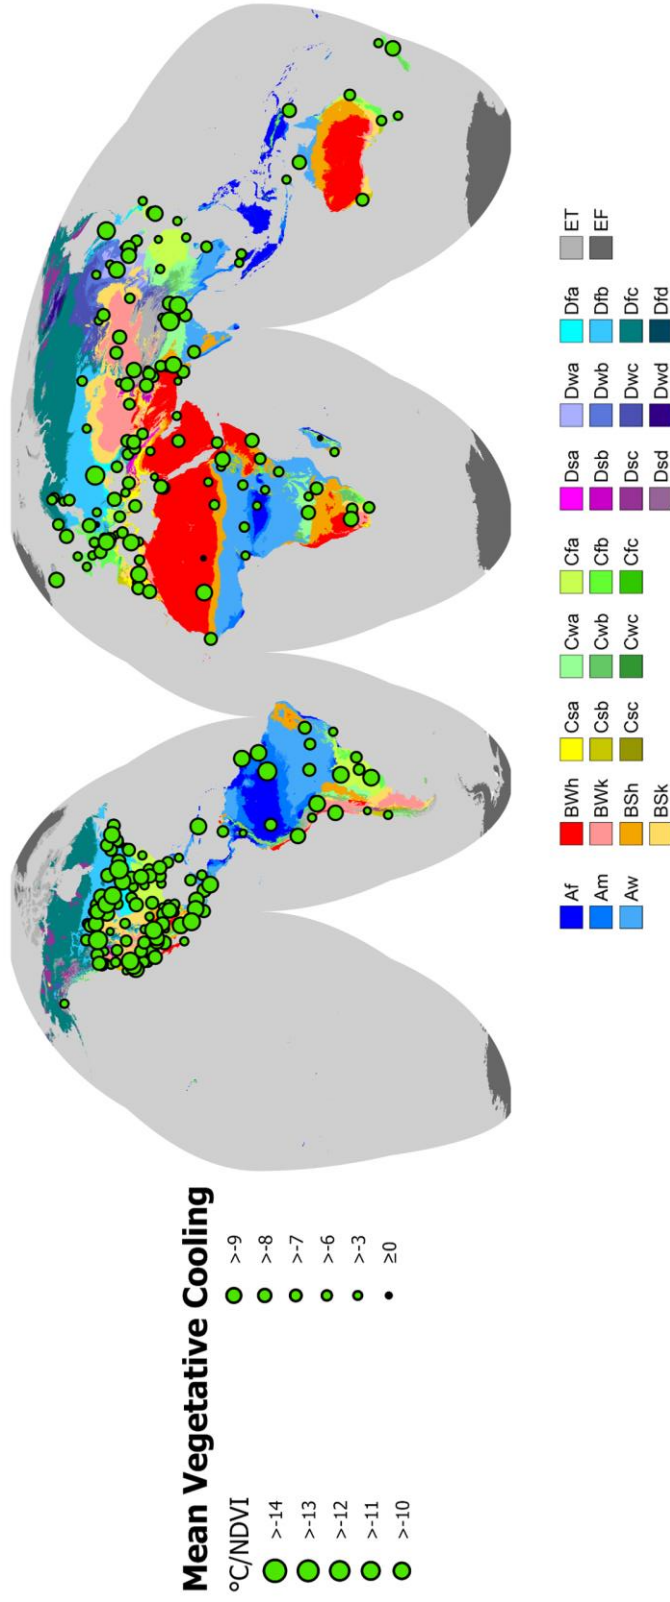 Mean Vegetative Cooling
°C/NDVI
>-14
>-13
>-12
>-11
>-10
>-9
>-8
>-7
>-6
>-3
≥0
Af
Am
Aw
BWh
BWk
BSh
BSk
Csa
Csb
Csc
Cwa
Cwb
Cwc
Cfa
Cfb
Cfc
Dsa
Dsb
Dsc
Dsd
Dwa
Dwb
Dwc
Dwd
Dfa
Dfb
Dfc
Dfd
ET
EF